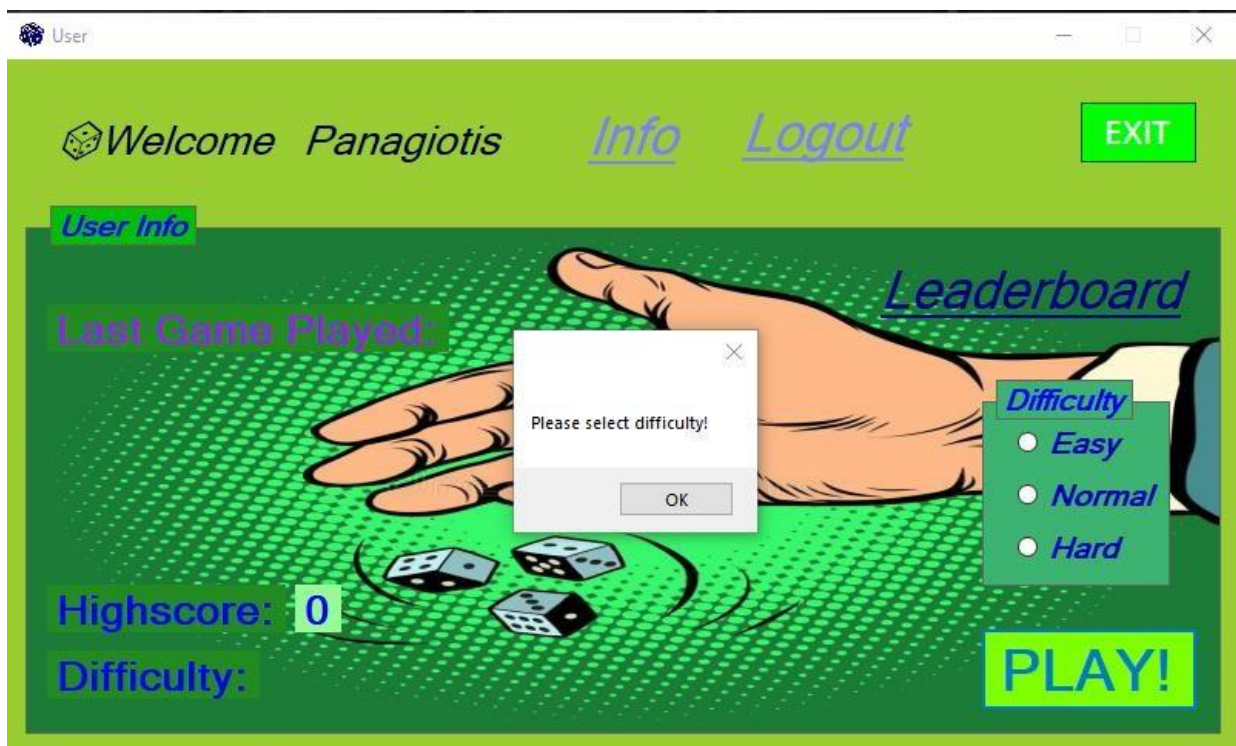 User
Welcome Panagiotis
Info
Logout
EXIT
User Info
Leaderboard
Last Game Played:
Please select difficulty!
OK
Difficulty
Easy
Normal
Hard
Highscore: 0
Difficulty:
PLAY!